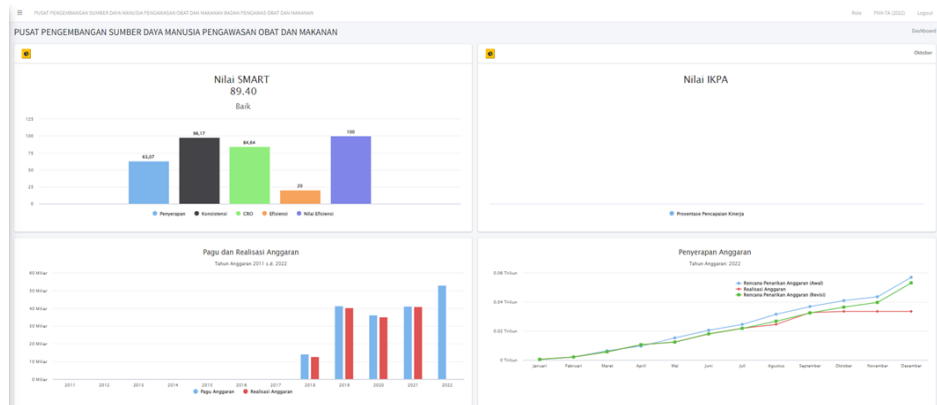 PUSAT PENGEMBANGAN SUMBER DAYA MANUSIA PENGAWASAN OBAT DAN MAKANAN BADAN PENGAWAS OBAT DAN MAKANAN
Role PMK-TA (2022) Logout
PUSAT PENGEMBANGAN SUMBER DAYA MANUSIA PENGAWASAN OBAT DAN MAKANAN
Dashboard
Nilai SMART
89.40
Baik
125
100
75
50
25
0
63,07
98,17
84,64
20
100
Penyerapan Konsistensi CRO Efisiensi Nilai Efisiensi
Oktober
Nilai IKPA
Prosentase Pencapaian Kinerja
Pagu dan Realisasi Anggaran
Tahun Anggaran 2011 s.d. 2022
60 Miliar
50 Miliar
40 Miliar
30 Miliar
20 Miliar
10 Miliar
0 Miliar
2011 2012 2013 2014 2015 2016 2017 2018 2019 2020 2021 2022
Pagu Anggaran Realisasi Anggaran
Penyerapan Anggaran
Tahun Anggaran: 2022
0.06 Triliun
0.04 Triliun
0.02 Triliun
0 Triliun
Rencana Penarikan Anggaran (Awal)
Realisasi Anggaran
Rencana Penarikan Anggaran (Revisi)
Januari Februari Maret April Mei Juni Juli Agustus September Oktober November Desember